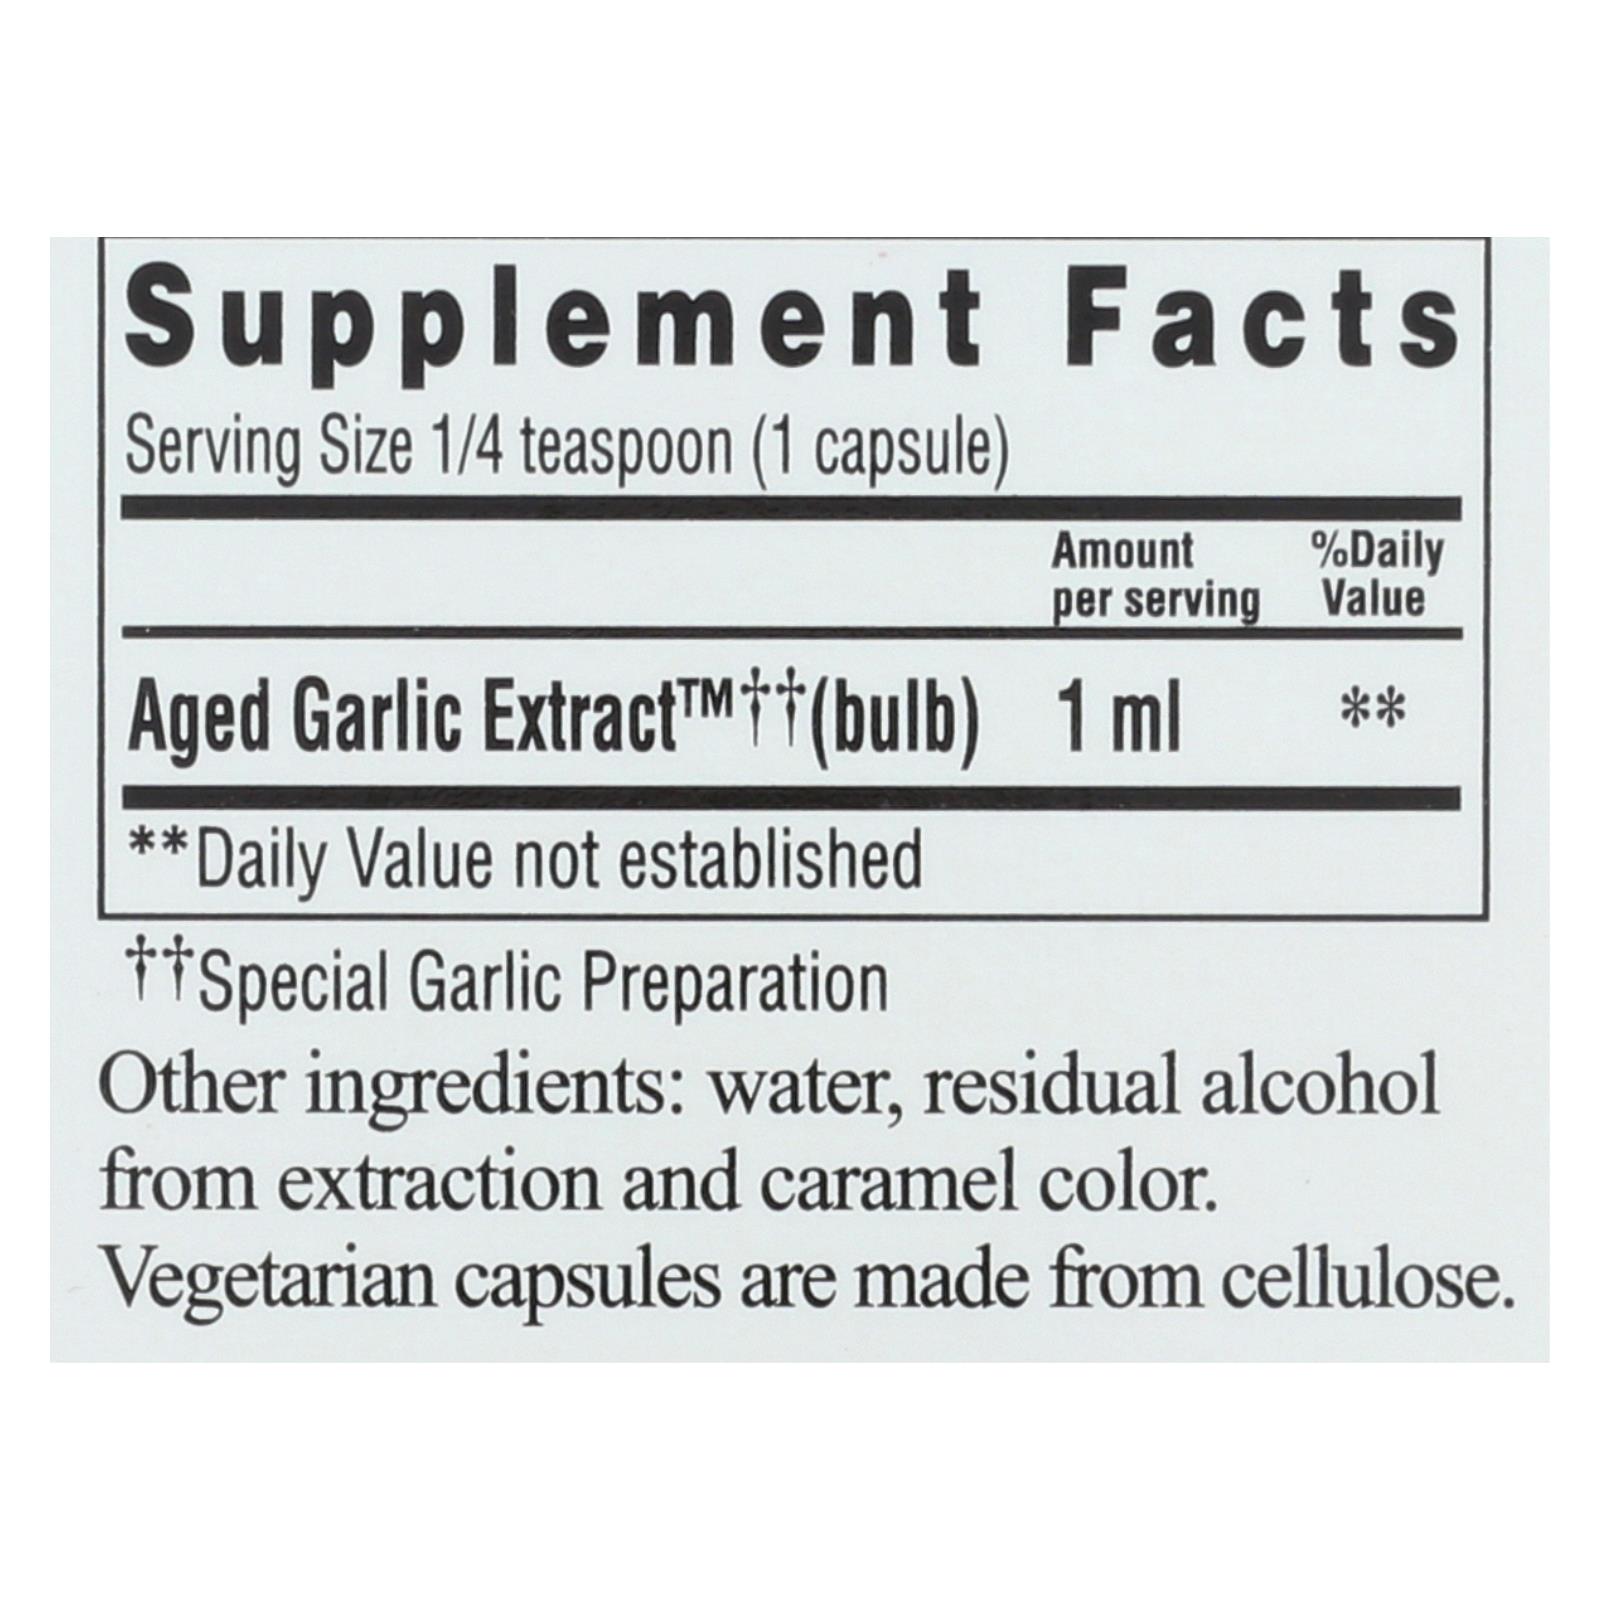 Supplement Facts
Serving Size 1/4 teaspoon (1 capsule)
Amount per serving %Daily Value
Aged Garlic Extract™††(bulb) 1 ml **
**Daily Value not established
††Special Garlic Preparation
Other ingredients: water, residual alcohol
from extraction and caramel color.
Vegetarian capsules are made from cellulose.